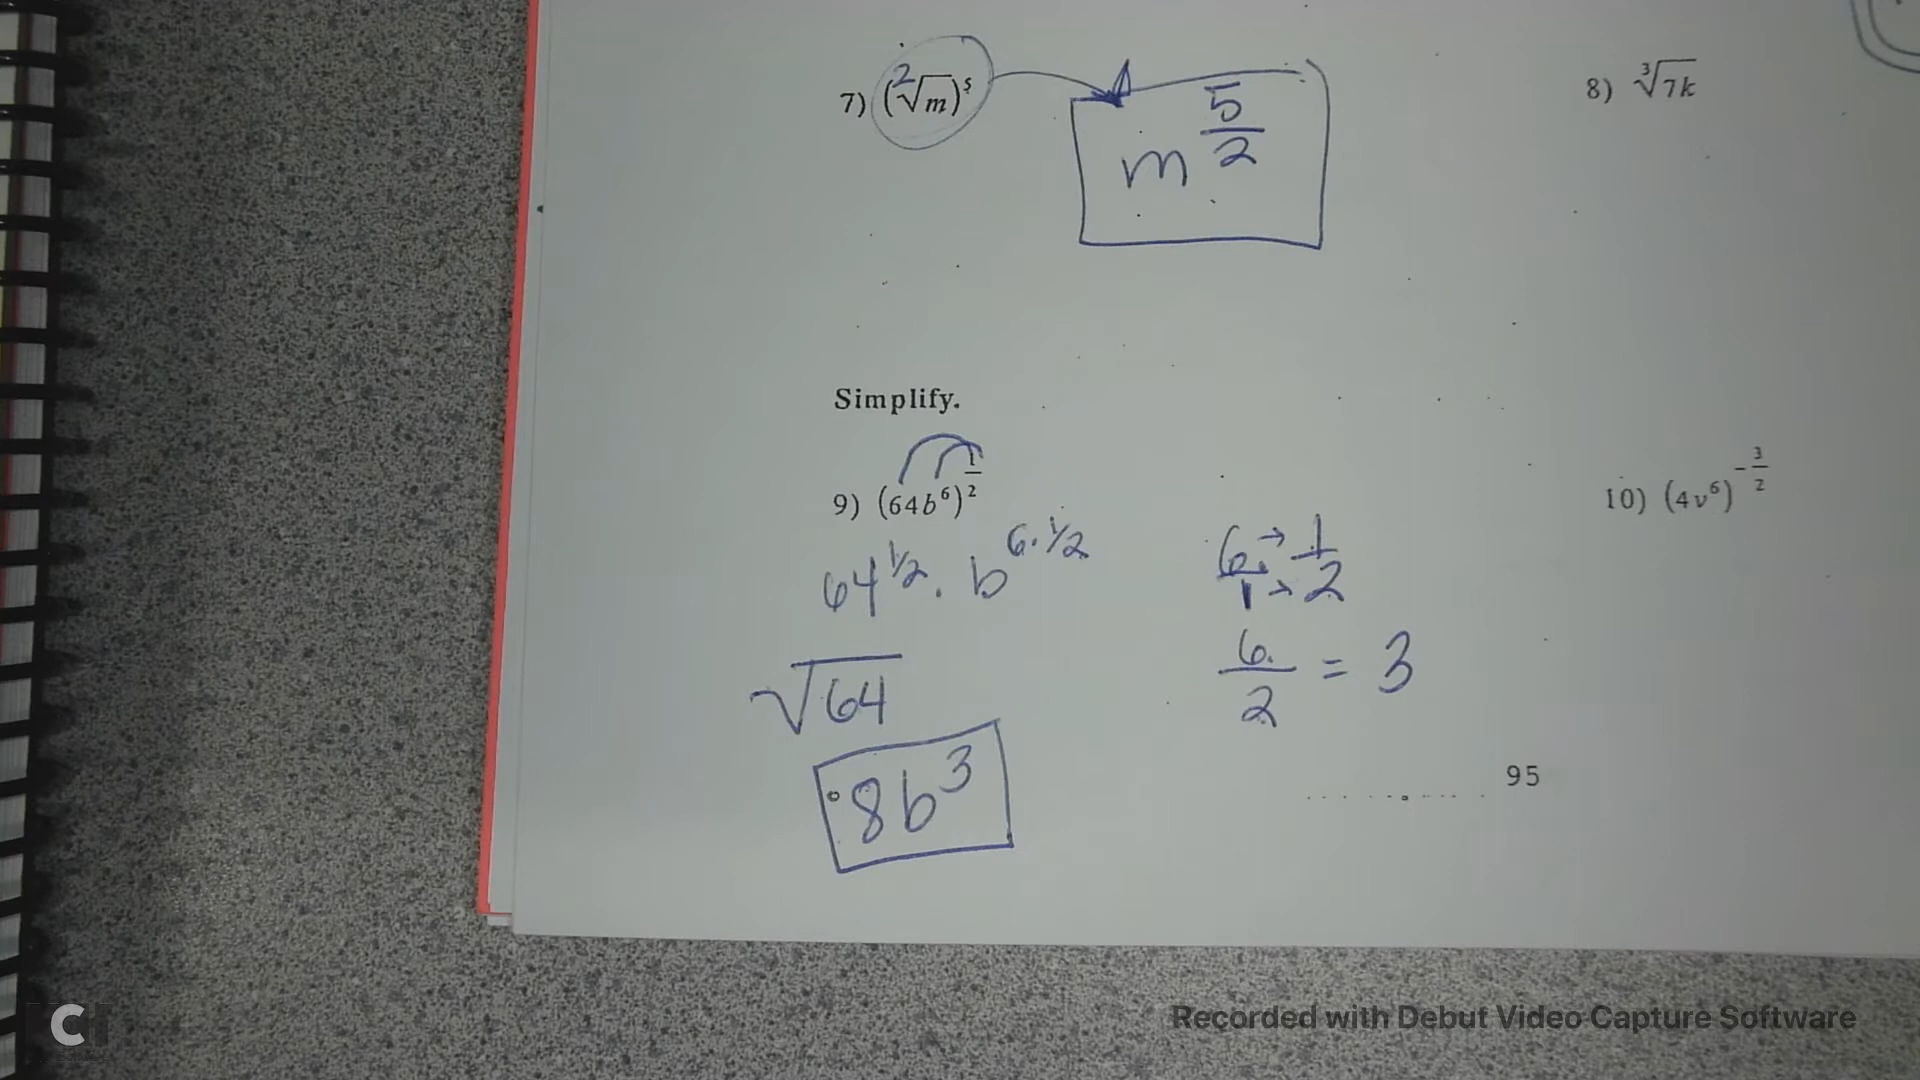 7) (²√m)⁵
m^(5/2)
8) ∛7k
Simplify.
9) (64b⁶)^(1/2)
64^(1/2) · b^(6·1/2)
6/1 → → 1/2
√64
6/2 = 3
8b³
10) (4v⁶)^(-3/2)
95
Recorded with Debut Video Capture Software